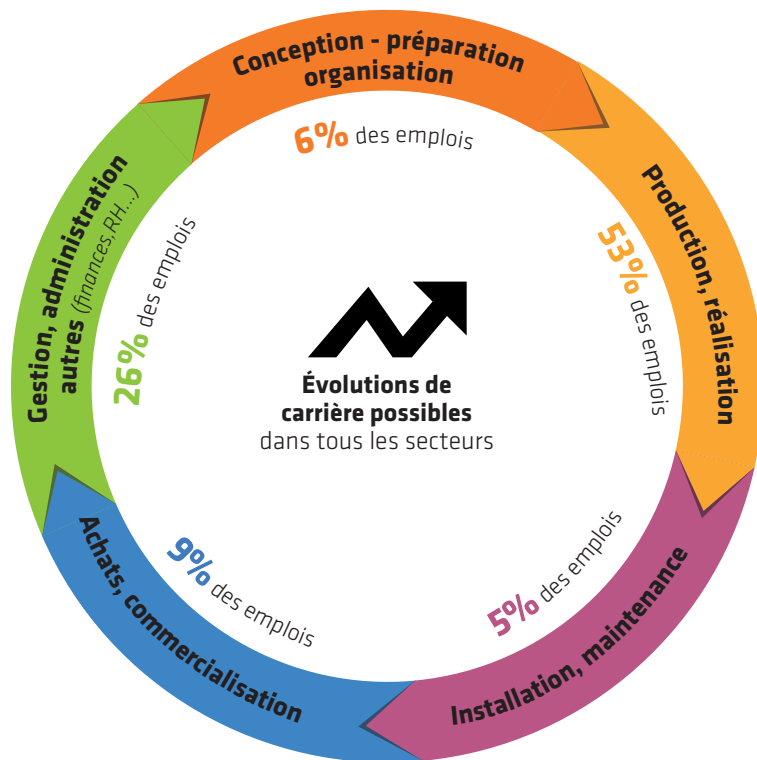 Conception - préparation
organisation
6% des emplois
Production, réalisation
53% des emplois
Installation, maintenance
5% des emplois
Achats, commercialisation
9% des emplois
Gestion, administration
autres (finances,RH...)
26% des emplois
Évolutions de
carrière possibles
dans tous les secteurs